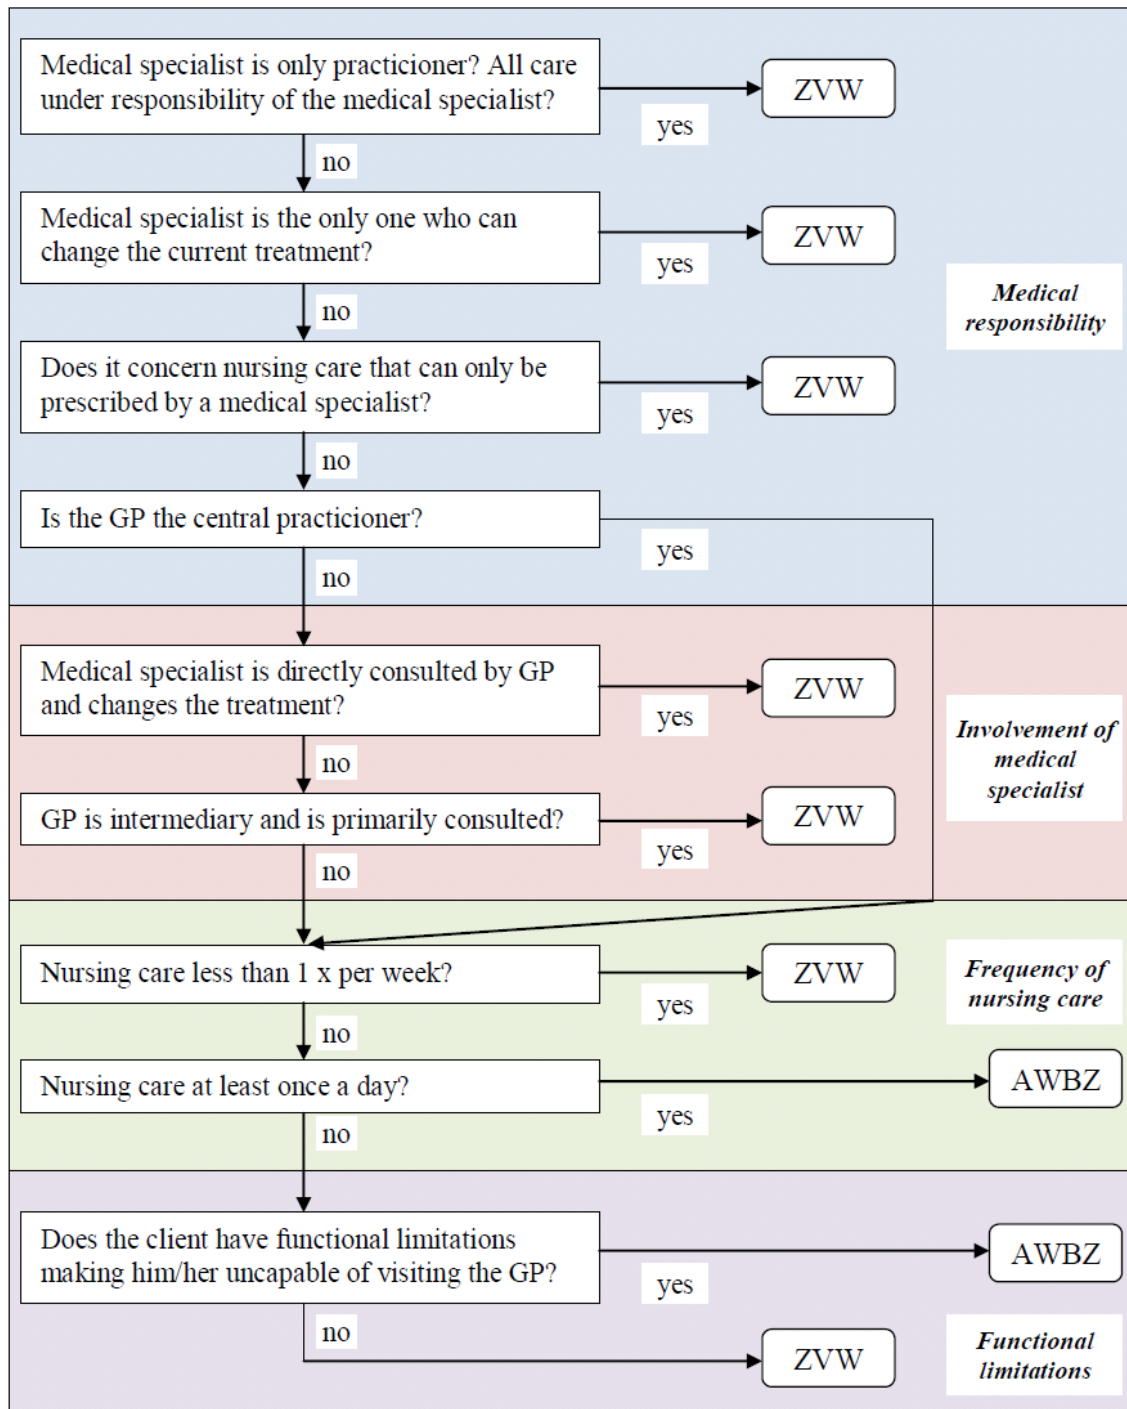 Medical specialist is only practicioner? All care
under responsibility of the medical specialist?
yes
ZVW
no
Medical specialist is the only one who can
change the current treatment?
yes
ZVW
Medical
responsibility
no
Does it concern nursing care that can only be
prescribed by a medical specialist?
yes
ZVW
no
Is the GP the central practicioner?
yes
no
Medical specialist is directly consulted by GP
and changes the treatment?
yes
ZVW
Involvement of
medical
specialist
no
GP is intermediary and is primarily consulted?
yes
ZVW
no
Nursing care less than 1 x per week?
yes
ZVW
Frequency of
nursing care
no
Nursing care at least once a day?
yes
AWBZ
no
Does the client have functional limitations
making him/her uncapable of visiting the GP?
yes
AWBZ
no
ZVW
Functional
limitations